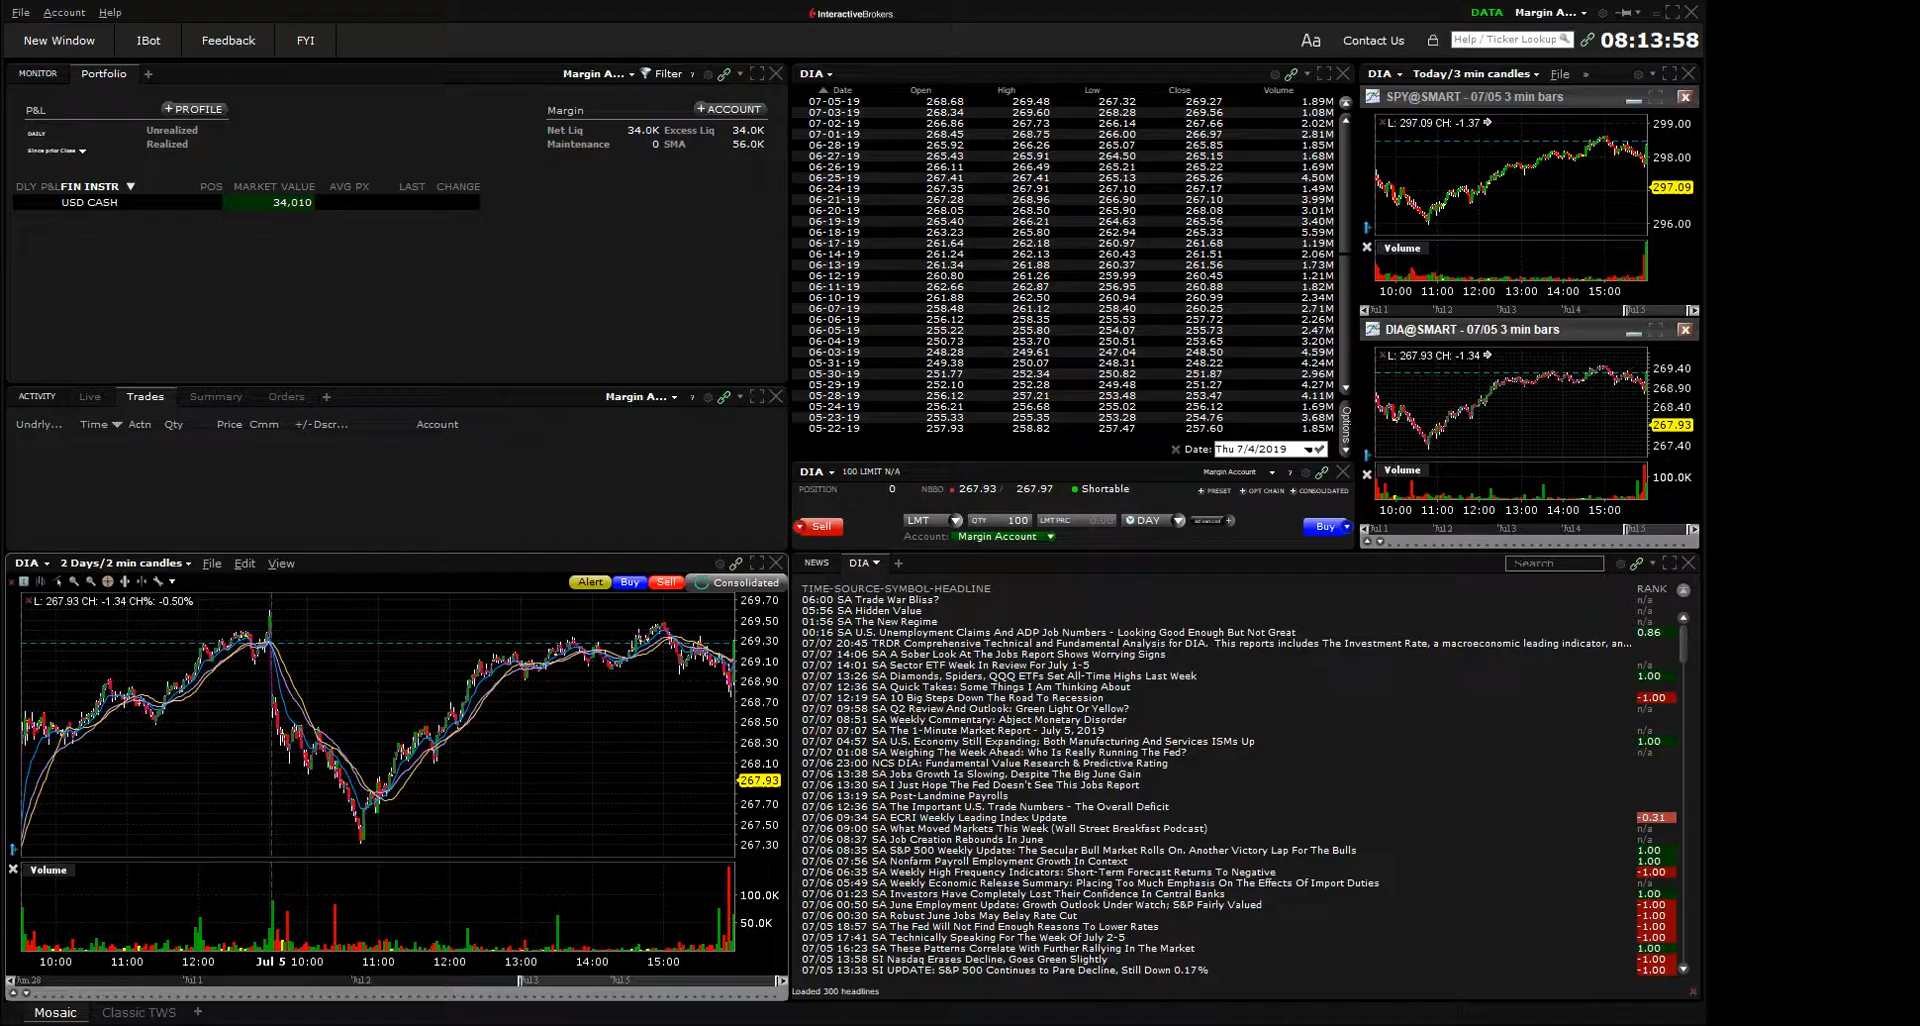 File Account Help
InteractiveBrokers
DATA Margin A...
New Window IBot Feedback FYI
Aa Contact Us Help / Ticker Lookup 08:13:58
MONITOR Portfolio +
Margin A... Filter ?
P&L +PROFILE
Margin +ACCOUNT
DAILY Unrealized
Net Liq 34.0K Excess Liq 34.0K
Since prior Close Realized
Maintenance 0 SMA 56.0K
DLY P&L FIN INSTR POS MARKET VALUE AVG PX LAST CHANGE
USD CASH 34,010
ACTIVITY Live Trades Summary Orders +
Margin A... ?
Undrly... Time Actn Qty Price Cmm +/-Dscr... Account
DIA 2 Days/2 min candles File Edit View
Alert Buy Sell Consolidated
L: 267.93 CH: -1.34 CH%: -0.50%
269.70
269.50
269.30
269.10
268.90
268.70
268.50
268.30
268.10
267.93
267.70
267.50
267.30
Volume
100.0K
50.0K
10:00 11:00 12:00 Jul 5 10:00 11:00 12:00 13:00 14:00 15:00
Jul1 Jul2 Jul3 Jul5
Mosaic Classic TWS +
DIA
Date Open High Low Close Volume
07-05-19 268.68 269.48 267.32 269.27 1.89M
07-03-19 268.34 269.60 268.28 269.56 1.08M
07-02-19 266.86 267.73 266.14 267.66 2.02M
07-01-19 268.45 268.75 266.00 266.97 2.81M
06-28-19 265.92 266.26 265.07 265.85 1.85M
06-27-19 265.43 265.91 264.50 265.15 1.68M
06-26-19 266.11 266.49 265.21 265.22 1.69M
06-25-19 267.41 267.41 265.13 265.26 4.50M
06-24-19 267.35 267.91 267.10 267.17 1.49M
06-21-19 267.28 268.96 266.90 267.10 3.99M
06-20-19 268.05 268.50 265.90 268.08 3.01M
06-19-19 265.40 266.21 264.63 265.56 3.40M
06-18-19 263.23 265.80 262.94 265.33 5.59M
06-17-19 261.64 262.18 260.97 261.68 1.19M
06-14-19 261.24 262.13 260.43 261.51 2.06M
06-13-19 261.34 261.88 260.37 261.56 1.73M
06-12-19 260.80 261.26 259.99 260.45 1.21M
06-11-19 262.66 262.87 256.95 260.88 1.82M
06-10-19 261.88 262.50 260.94 260.99 2.34M
06-07-19 258.48 261.12 258.40 260.25 2.71M
06-06-19 256.12 258.35 255.53 257.72 2.26M
06-05-19 255.22 255.80 254.07 255.73 2.47M
06-04-19 250.70 253.70 250.51 253.65 3.20M
06-03-19 248.28 249.61 247.04 248.50 4.59M
05-31-19 249.38 250.07 248.31 248.22 4.24M
05-30-19 251.77 252.34 250.82 251.87 2.96M
05-29-19 252.10 252.28 249.48 251.27 4.27M
05-28-19 256.12 257.21 253.48 253.47 4.11M
05-24-19 256.21 256.68 255.02 256.12 1.69M
05-23-19 255.33 255.35 253.28 254.76 3.68M
05-22-19 257.93 258.82 257.47 257.60 1.85M
Options
Date: Thu 7/4/2019
DIA 100 LIMIT N/A Margin Account ?
POSITION 0 NBBO 267.93 / 267.97 Shortable + PRESET + OPT CHAIN + CONSOLIDATED
Sell LMT QTY 100 LMT PRC 0.00 DAY advanced + Buy
Account: Margin Account
DIA Today/3 min candles File »
SPY@SMART - 07/05 3 min bars
L: 297.09 CH: -1.37
299.00
298.00
297.09
296.00
Volume
10:00 11:00 12:00 13:00 14:00 15:00
Jul1 Jul2 Jul3 Jul5
DIA@SMART - 07/05 3 min bars
L: 267.93 CH: -1.34
269.40
268.90
268.40
267.93
267.40
Volume
100.0K
10:00 11:00 12:00 13:00 14:00 15:00
Jul1 Jul2 Jul3 Jul5
NEWS DIA + Search
TIME-SOURCE-SYMBOL-HEADLINE RANK
06:00 SA Trade War Bliss? n/a
05:56 SA Hidden Value n/a
01:56 SA The New Regime n/a
00:16 SA U.S. Unemployment Claims And ADP Job Numbers - Looking Good Enough But Not Great 0.86
07/07 20:45 TRDR Comprehensive Technical and Fundamental Analysis for DIA. This reports includes The Investment Rate, a macroeconomic leading indicator, an... n/a
07/07 14:06 SA A Sober Look At The Jobs Report Shows Worrying Signs
07/07 14:01 SA Sector ETF Week In Review For July 1-5 n/a
07/07 13:26 SA Diamonds, Spiders, QQQ ETFs Set All-Time Highs Last Week 1.00
07/07 12:36 SA Quick Takes: Some Things I Am Thinking About n/a
07/07 12:19 SA 10 Big Steps Down The Road To Recession -1.00
07/07 09:58 SA Q2 Review And Outlook: Green Light Or Yellow? n/a
07/07 08:51 SA Weekly Commentary: Abject Monetary Disorder
07/07 07:07 SA The 1-Minute Market Report - July 5, 2019 n/a
07/07 04:57 SA U.S. Economy Still Expanding; Both Manufacturing And Services ISMs Up 1.00
07/07 01:08 SA Weighing The Week Ahead: Who Is Really Running The Fed? n/a
07/06 23:00 NCS DIA: Fundamental Value Research & Predictive Rating
07/06 13:38 SA Jobs Growth Is Slowing, Despite The Big June Gain
07/06 13:30 SA I Just Hope The Fed Doesn't See This Jobs Report
07/06 13:19 SA Post-Landmine Payrolls
07/06 12:36 SA The Important U.S. Trade Numbers - The Overall Deficit
07/06 09:34 SA ECRI Weekly Leading Index Update -0.31
07/06 09:00 SA What Moved Markets This Week (Wall Street Breakfast Podcast) n/a
07/06 08:37 SA Job Creation Rebounds In June n/a
07/06 08:35 SA S&P 500 Weekly Update: The Secular Bull Market Rolls On. Another Victory Lap For The Bulls 1.00
07/06 07:56 SA Nonfarm Payroll Employment Growth In Context 1.00
07/06 06:35 SA Weekly High Frequency Indicators: Short-Term Forecast Returns To Negative -1.00
07/06 05:49 SA Weekly Economic Release Summary: Placing Too Much Emphasis On The Effects Of Import Duties n/a
07/06 01:23 SA Investors Have Completely Lost Their Confidence In Central Banks 1.00
07/06 00:50 SA June Employment Update: Growth Outlook Under Watch; S&P Fairly Valued -1.00
07/06 00:30 SA Robust June Jobs May Belay Rate Cut -1.00
07/05 18:57 SA The Fed Will Not Find Enough Reasons To Lower Rates -1.00
07/05 17:41 SA Technically Speaking For The Week Of July 2-5 -1.00
07/05 16:23 SA These Patterns Correlate With Further Rallying In The Market 1.00
07/05 13:58 SI Nasdaq Erases Decline, Goes Green Slightly -1.00
07/05 13:33 SI UPDATE: S&P 500 Continues to Pare Decline, Still Down 0.17% -1.00
Loaded 300 headlines